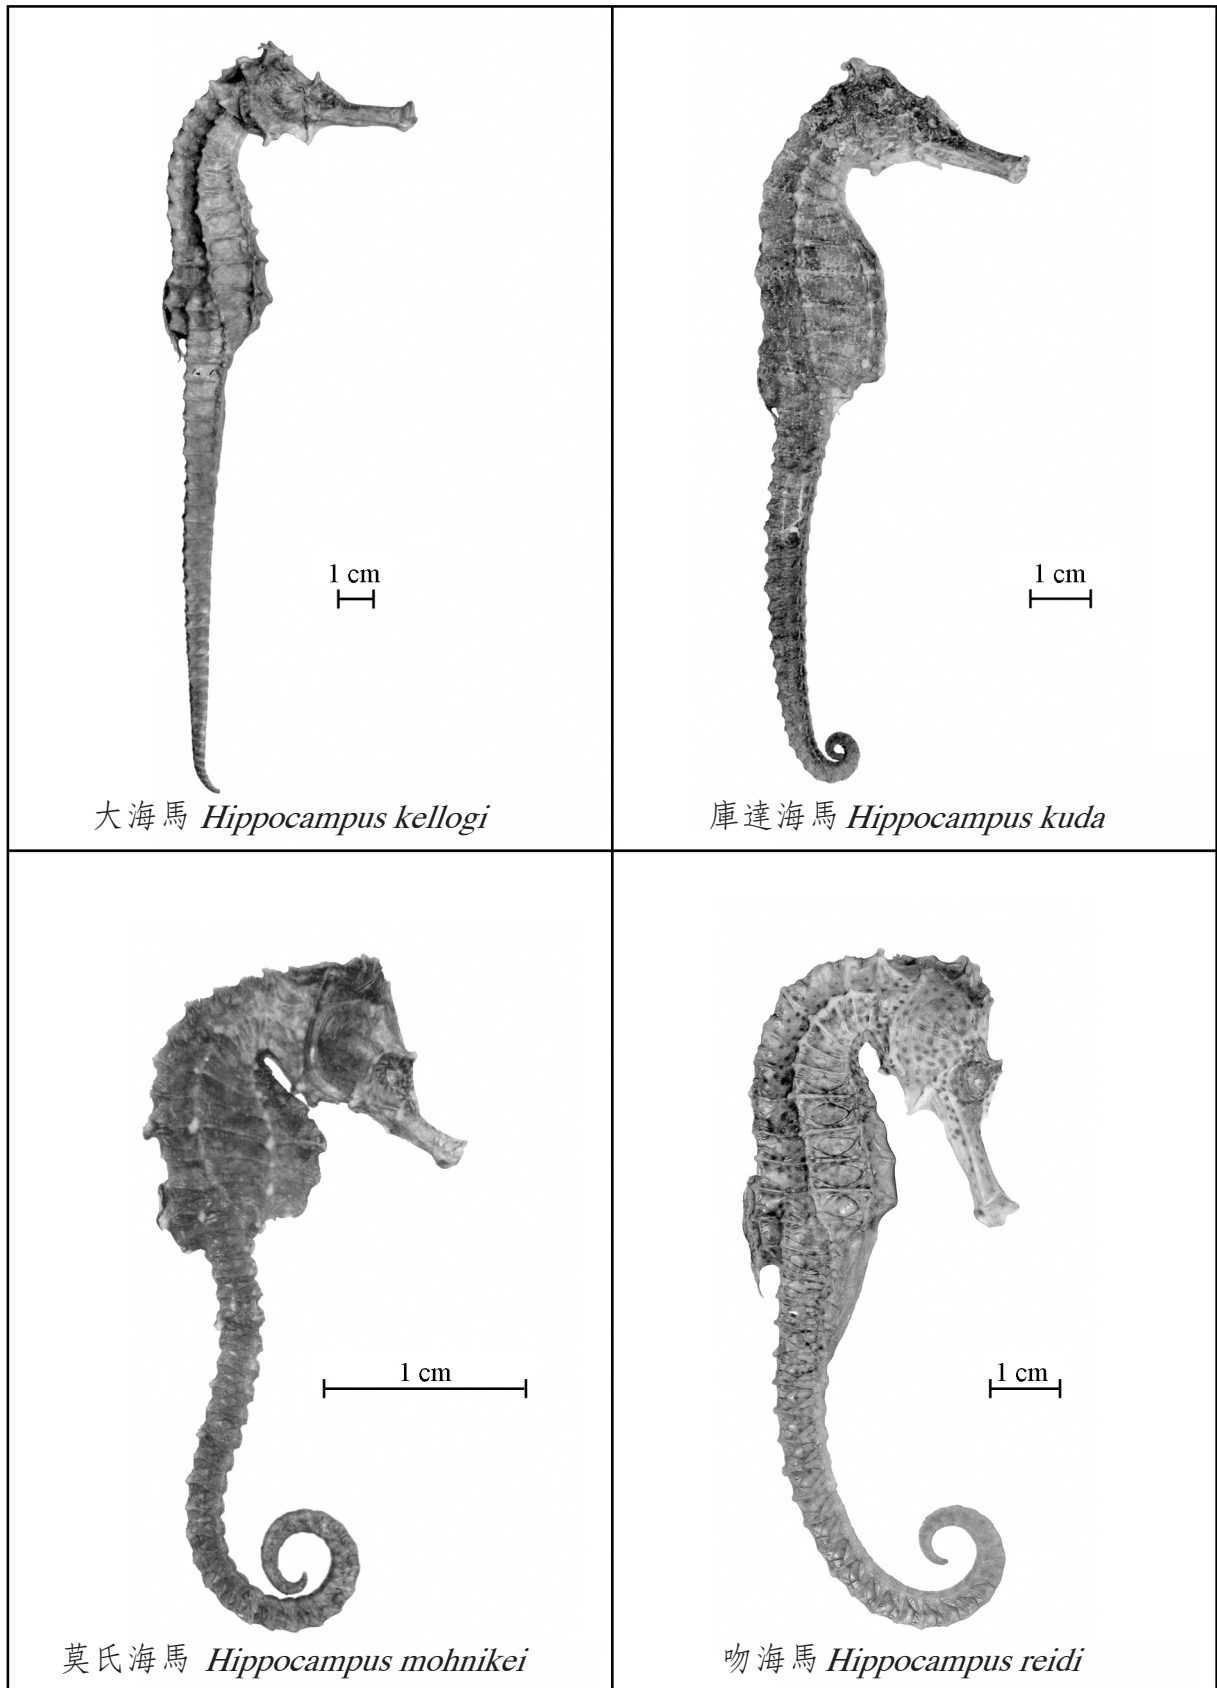 1 cm
1 cm
大海馬 Hippocampus kellogi
庫達海馬 Hippocampus kuda
1 cm
1 cm
莫氏海馬 Hippocampus mohnikei
吻海馬 Hippocampus reidi